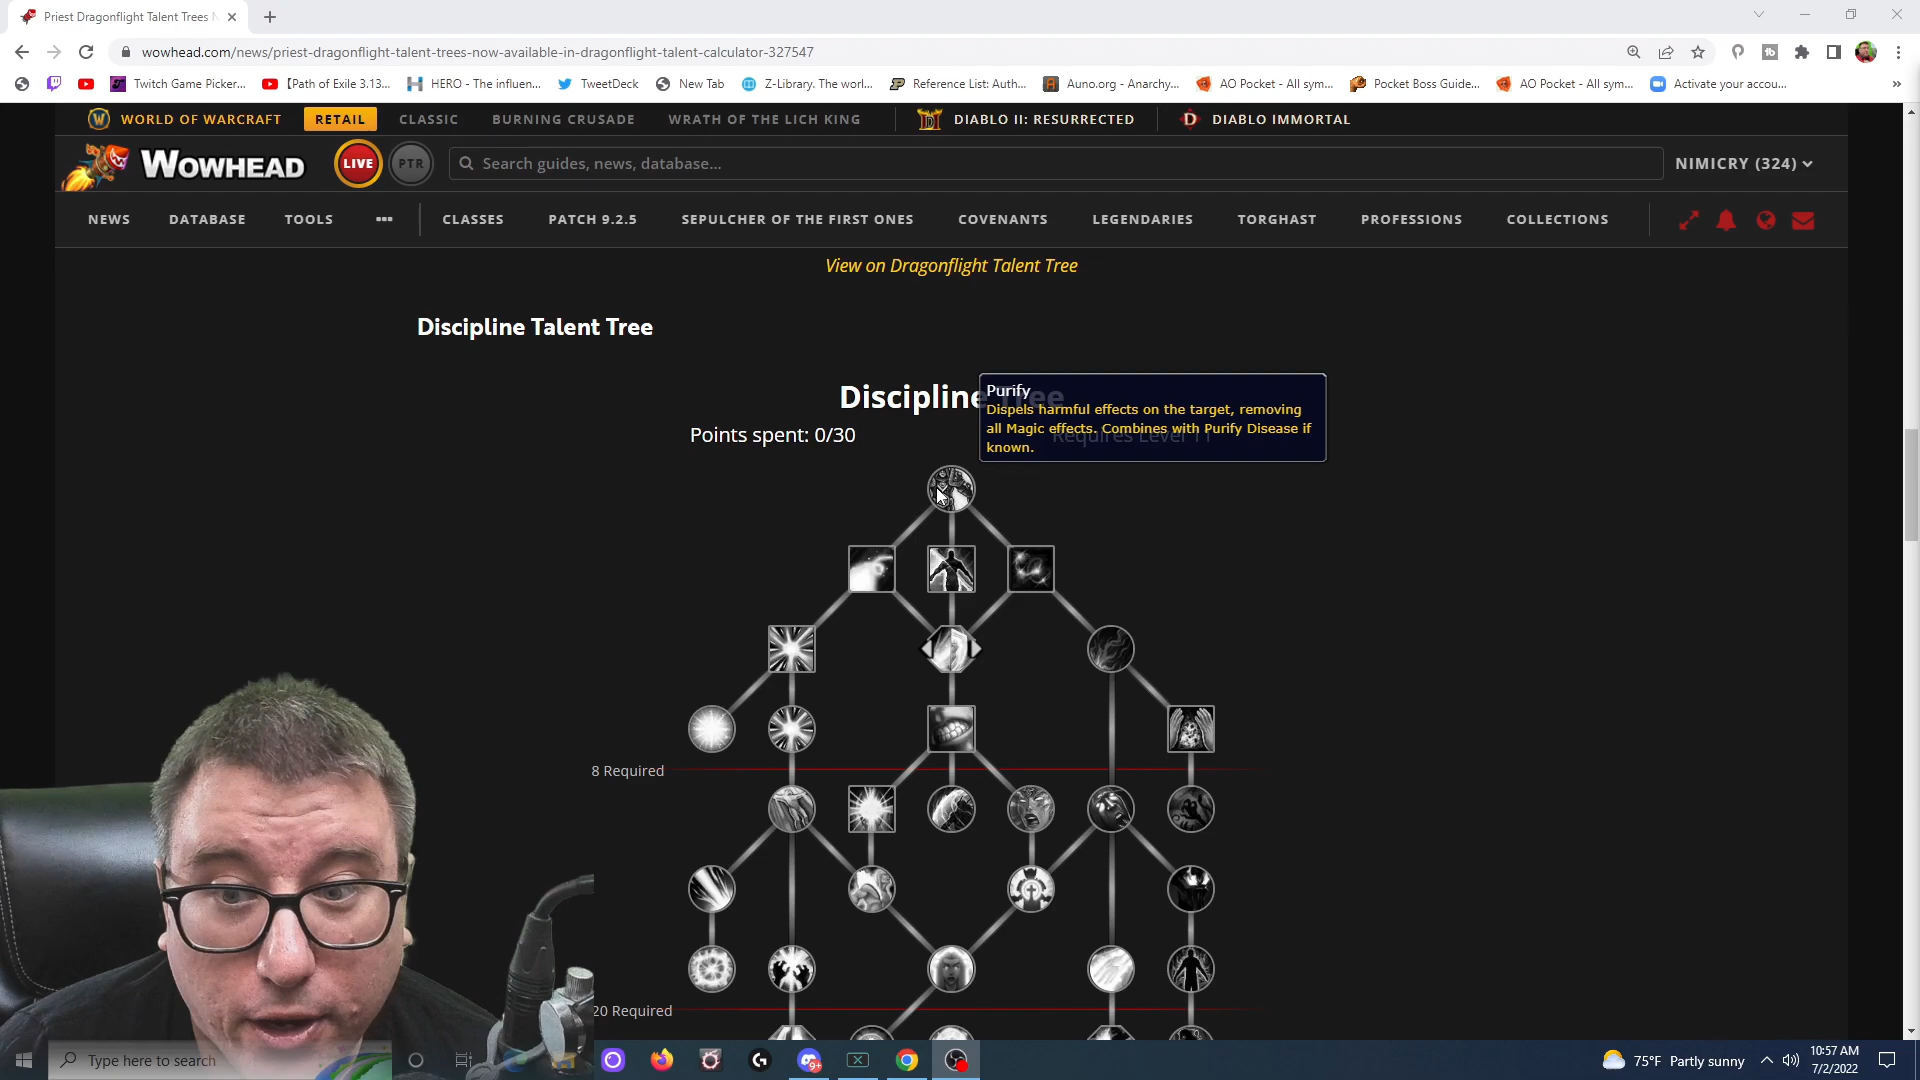 Priest Dragonflight Talent Trees N
wowhead.com/news/priest-dragonflight-talent-trees-now-available-in-dragonflight-talent-calculator-327547
Twitch Game Picker...
【Path of Exile 3.13...
HERO - The influen...
TweetDeck
New Tab
Z-Library. The worl...
Reference List: Auth...
Auno.org - Anarchy...
AO Pocket - All sym...
Pocket Boss Guide...
AO Pocket - All sym...
Activate your accou...
»
WORLD OF WARCRAFT
RETAIL
CLASSIC
BURNING CRUSADE
WRATH OF THE LICH KING
DIABLO II: RESURRECTED
DIABLO IMMORTAL
WOWHEAD
LIVE
PTR
Search guides, news, database...
NIMICRY (324)
NEWS
DATABASE
TOOLS
CLASSES
PATCH 9.2.5
SEPULCHER OF THE FIRST ONES
COVENANTS
LEGENDARIES
TORGHAST
PROFESSIONS
COLLECTIONS
View on Dragonflight Talent Tree
Discipline Talent Tree
Discipline Tree
Purify
Dispels harmful effects on the target, removing
all Magic effects. Combines with Purify Disease if
known.
Points spent: 0/30
Requires Level 11
8 Required
20 Required
Type here to search
9+
75°F Partly sunny
10:57 AM
7/2/2022